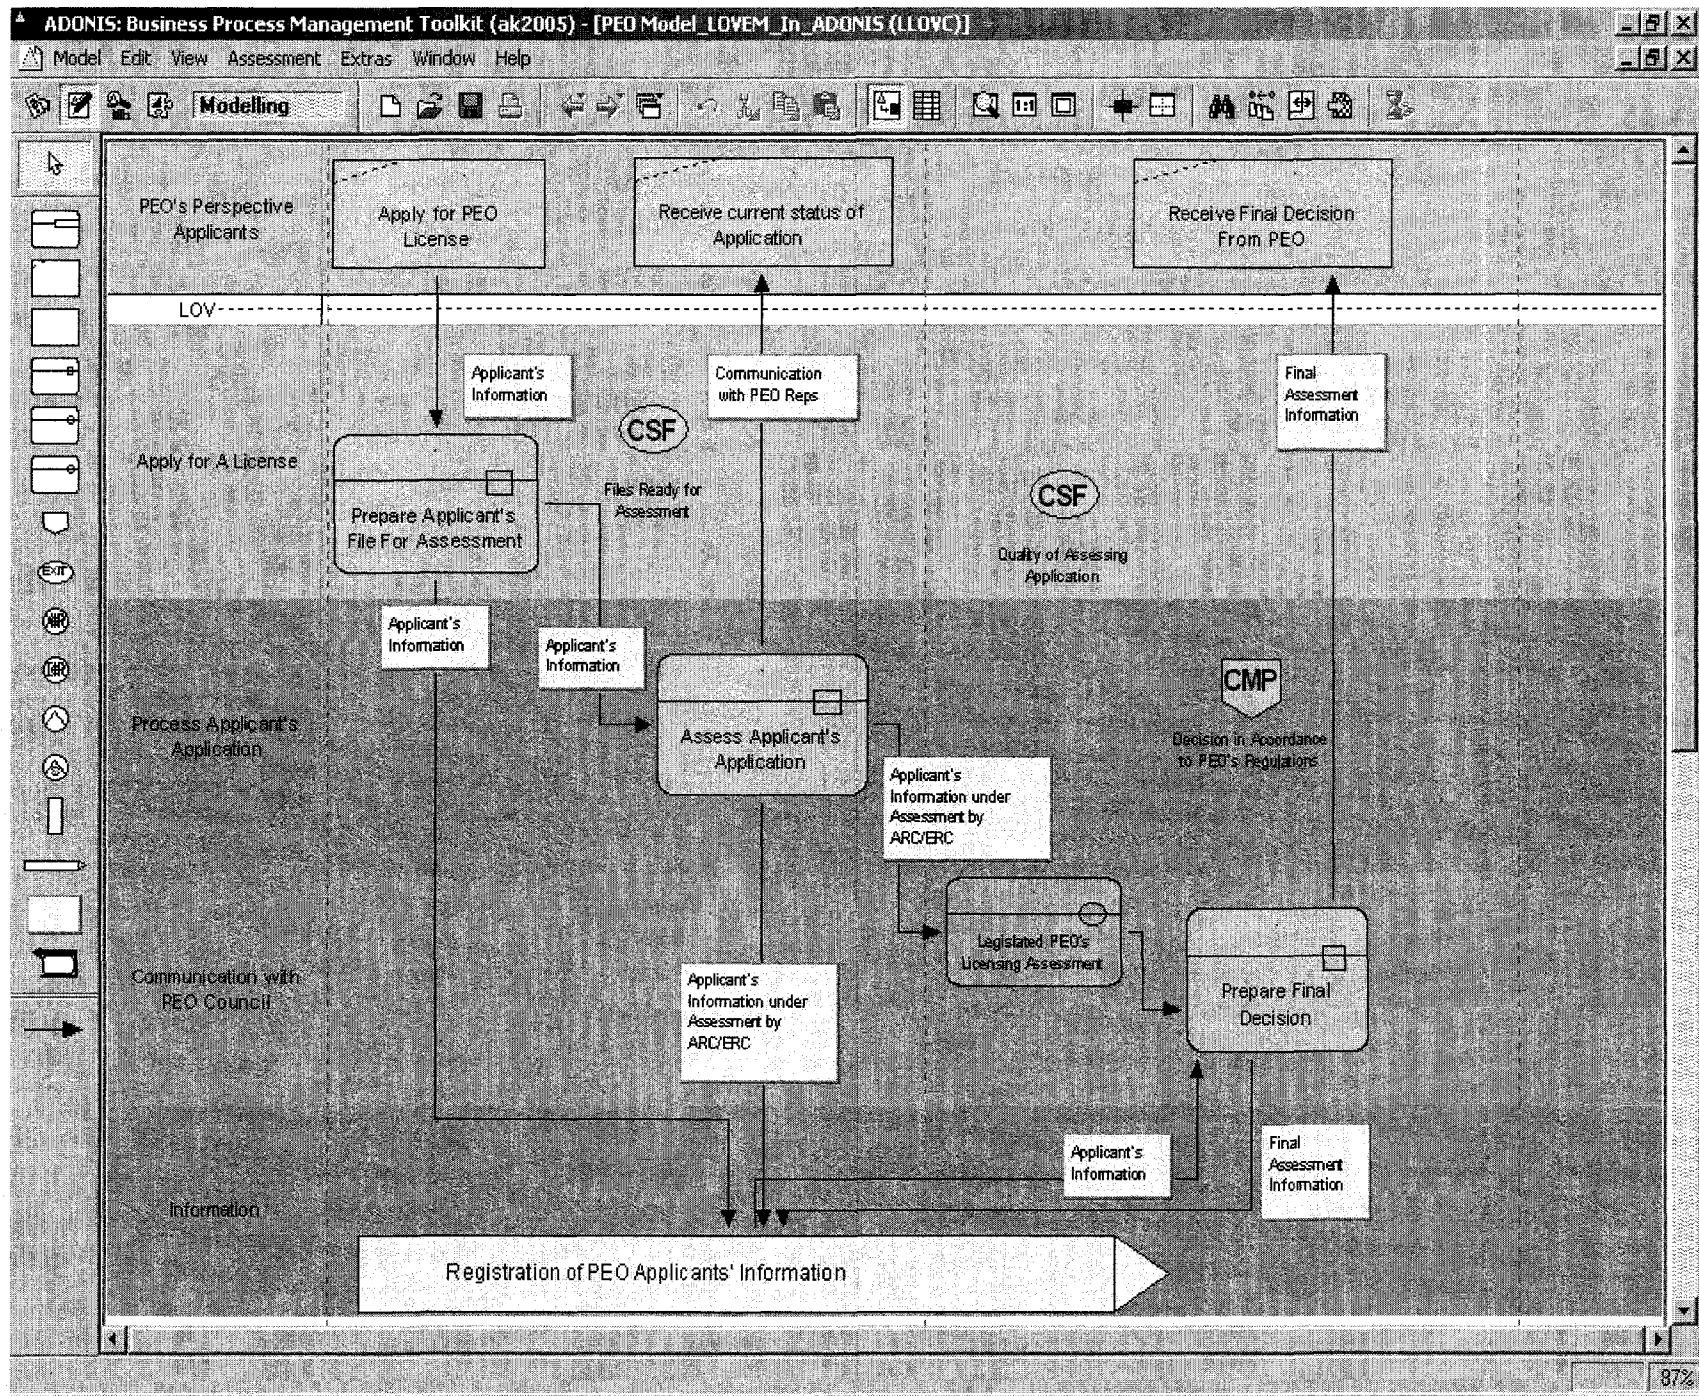 ADONIS: Business Process Management Toolkit (ak2005) - [PEO Model_LOVEM_In_ADONIS (LLOVC)]
Model Edit View Assessment Extras Window Help
Modelling
1:1
PEO's Perspective
Applicants
Apply for PEO
License
Receive current status of
Application
Receive Final Decision
From PEO
LOV
Applicant's
Information
Communication
with PEO Reps
Final
Assessment
Information
CSF
Files Ready for
Assessment
Apply for A License
Prepare Applicant's
File For Assessment
CSF
Quality of Assessing
Application
EXIT
Applicant's
Information
Applicant's
Information
CMP
Decision in Accordance
to PEO's Regulations
Process Applicant's
Application
Assess Applicant's
Application
Applicant's
Information under
Assessment by
ARC/ERC
Legislated PEO's
Licensing Assessment
Communication with
PEO Council
Applicant's
Information under
Assessment by
ARC/ERC
Prepare Final
Decision
Applicant's
Information
Final
Assessment
Information
Information
Registration of PEO Applicants' Information
87%